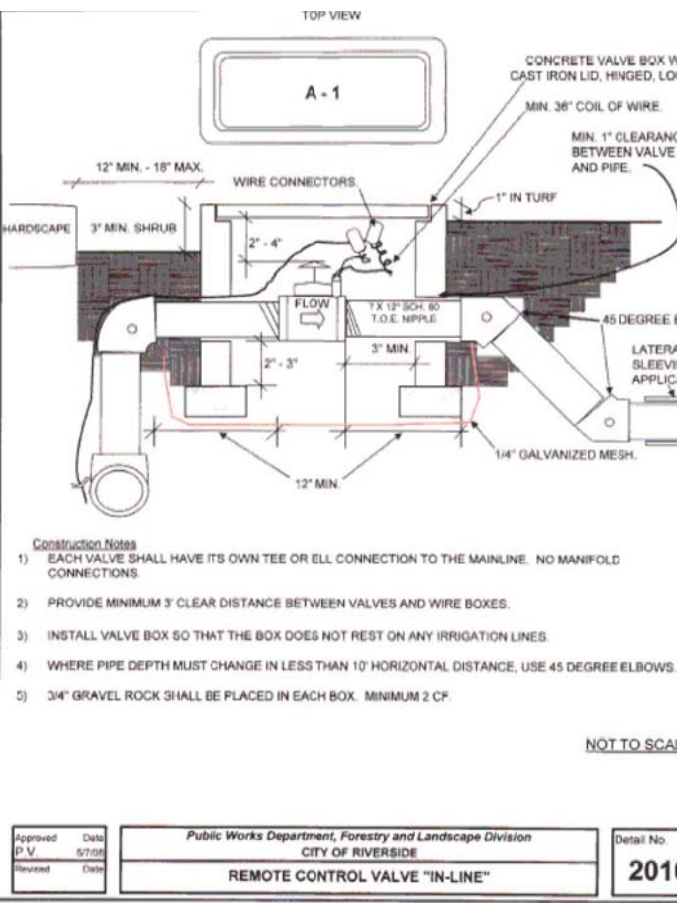 TOP VIEW
A - 1
CONCRETE VALVE BOX W
CAST IRON LID, HINGED, LO
MIN. 36" COIL OF WIRE.
MIN. 1" CLEARANC
BETWEEN VALVE
AND PIPE.
12" MIN. - 18" MAX.
WIRE CONNECTORS
1" IN TURF
HARDSCAPE
3" MIN. SHRUB
2" - 4"
FLOW
? X 12" SCH. 80
T.O.E. NIPPLE
45 DEGREE E
3" MIN.
2" - 3"
LATERA
SLEEVI
APPLIC
1/4" GALVANIZED MESH.
12" MIN.
Construction Notes
1) EACH VALVE SHALL HAVE ITS OWN TEE OR ELL CONNECTION TO THE MAINLINE. NO MANIFOLD
CONNECTIONS.
2) PROVIDE MINIMUM 3' CLEAR DISTANCE BETWEEN VALVES AND WIRE BOXES.
3) INSTALL VALVE BOX SO THAT THE BOX DOES NOT REST ON ANY IRRIGATION LINES.
4) WHERE PIPE DEPTH MUST CHANGE IN LESS THAN 10' HORIZONTAL DISTANCE, USE 45 DEGREE ELBOWS.
5) 3/4" GRAVEL ROCK SHALL BE PLACED IN EACH BOX. MINIMUM 2 CF.
NOT TO SCAL
Approved Date
P.V. 5/7/08
Revised Date
Public Works Department, Forestry and Landscape Division
CITY OF RIVERSIDE
REMOTE CONTROL VALVE "IN-LINE"
Detail No.
2010